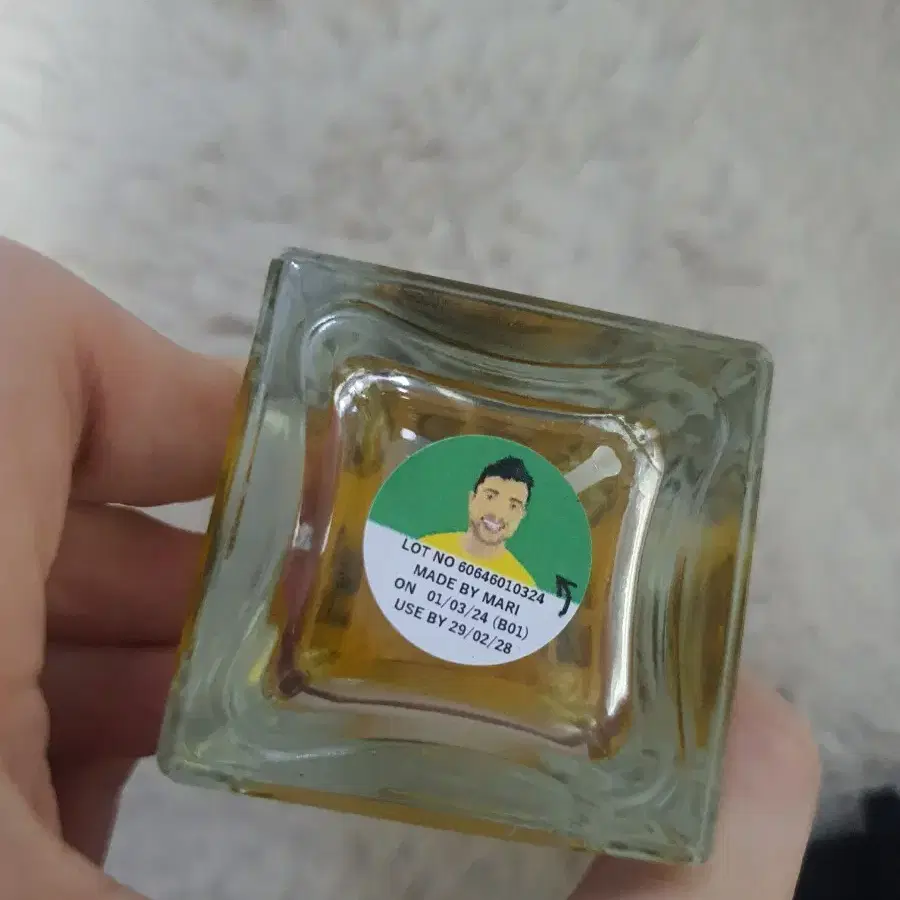 LOT NO 60646010324
MADE BY MARI
ON 01/03/24 (B01)
USE BY 29/02/28